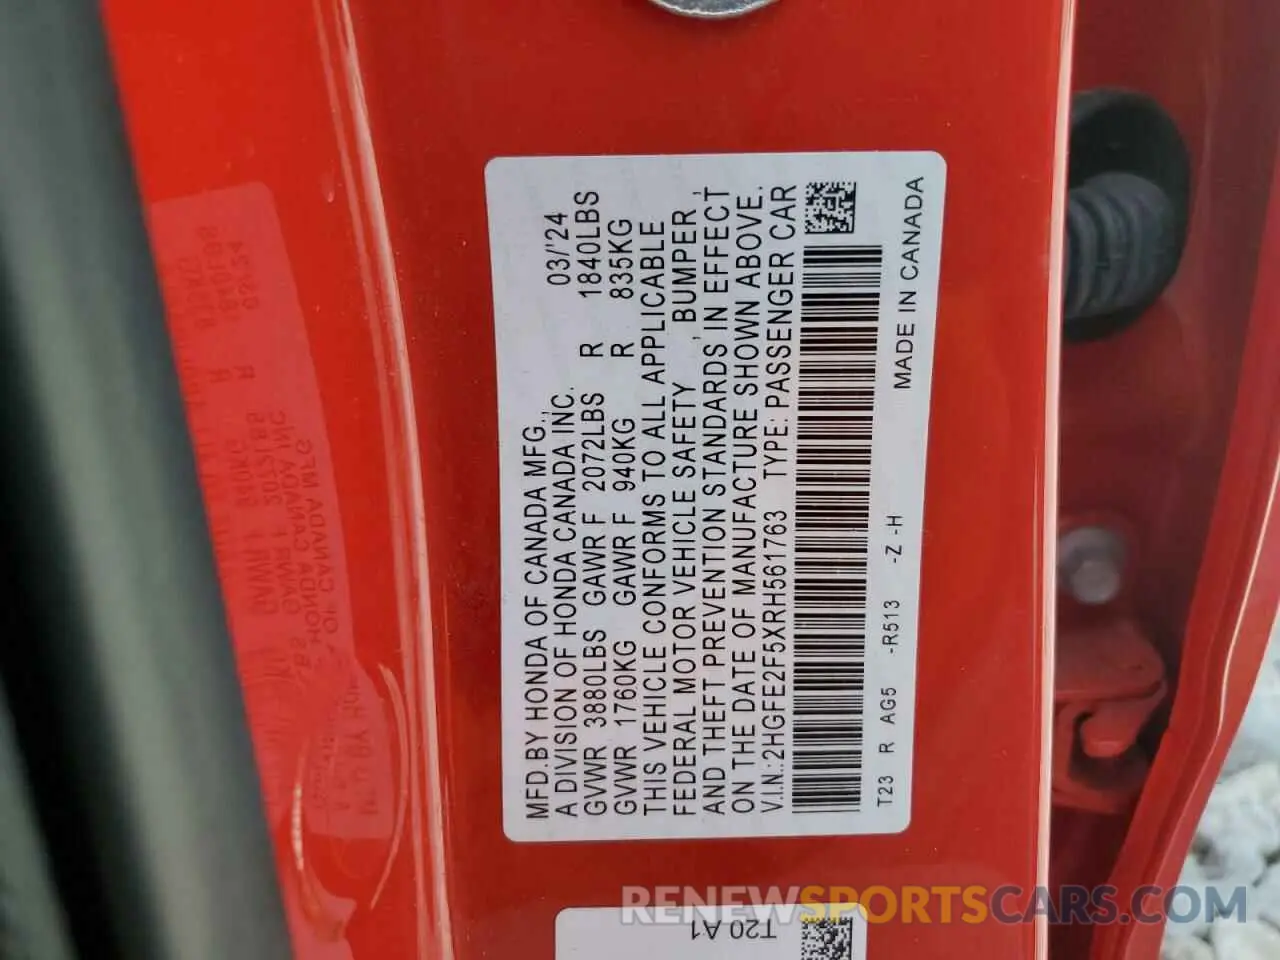 MFD.BY HONDA OF CANADA MFG., 03/'24
A DIVISION OF HONDA CANADA INC.
GVWR 3880LBS GAWR F 2072LBS R 1840LBS
GVWR 1760KG GAWR F 940KG R 835KG
THIS VEHICLE CONFORMS TO ALL APPLICABLE
FEDERAL MOTOR VEHICLE SAFETY , BUMPER ,
AND THEFT PREVENTION STANDARDS IN EFFECT
ON THE DATE OF MANUFACTURE SHOWN ABOVE.
V.I.N.:2HGFE2F5XRH561763 TYPE: PASSENGER CAR
T23 R AG5 -R513 -Z -H MADE IN CANADA
T20 A1
RENEWSPORTSCARS.COM